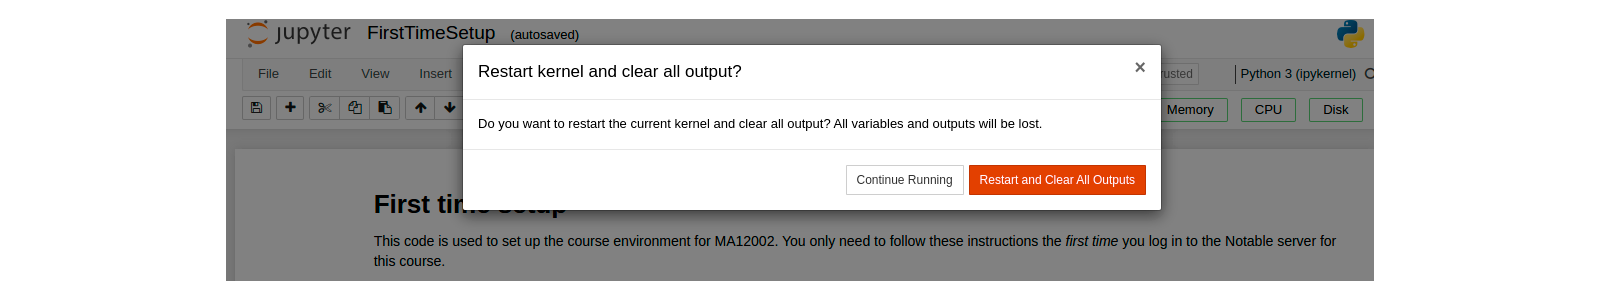 jupyter FirstTimeSetup (autosaved)
Restart kernel and clear all output? ×
File Edit View Insert rusted Python 3 (ipykernel)
Memory CPU Disk
Do you want to restart the current kernel and clear all output? All variables and outputs will be lost.
Continue Running Restart and Clear All Outputs
First time setup
This code is used to set up the course environment for MA12002. You only need to follow these instructions the first time you log in to the Notable server for
this course.